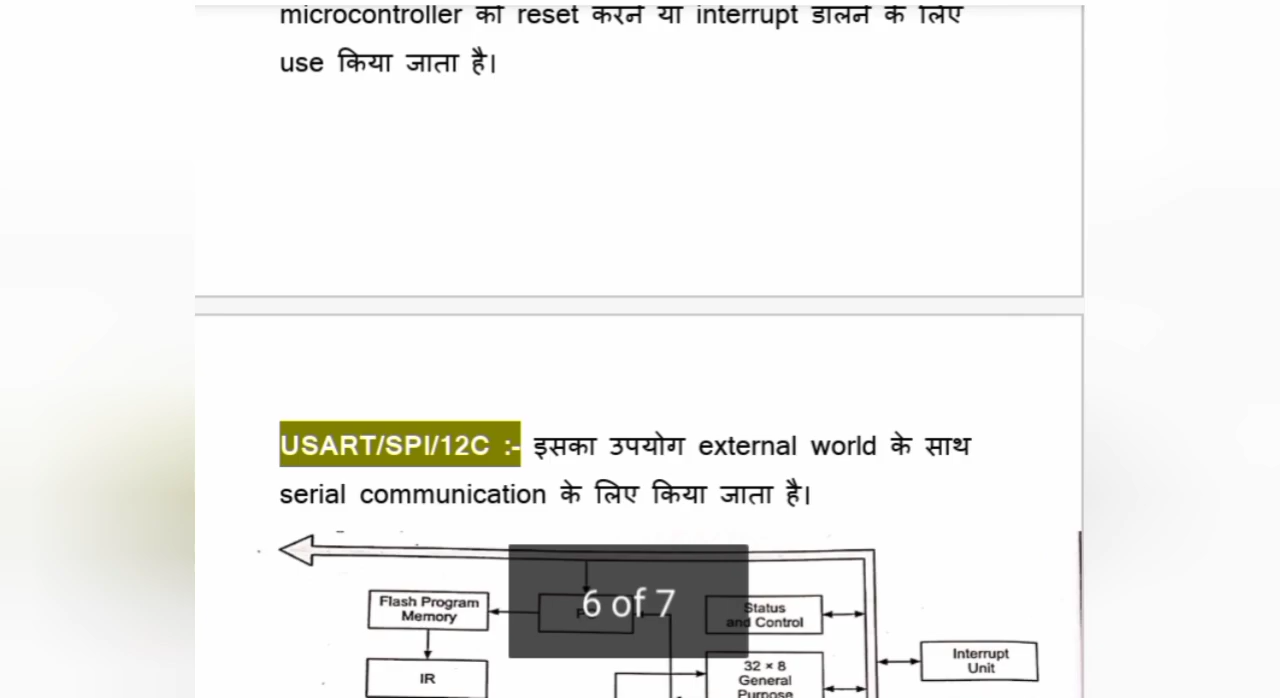 microcontroller को reset करने या interrupt डालने के लिए
use किया जाता है।
USART/SPI/12C :- इसका उपयोग external world के साथ
serial communication के लिए किया जाता है।
Flash Program
Memory
6 of 7
Status
and Control
Interrupt
Unit
IR
32 × 8
General
Purpose